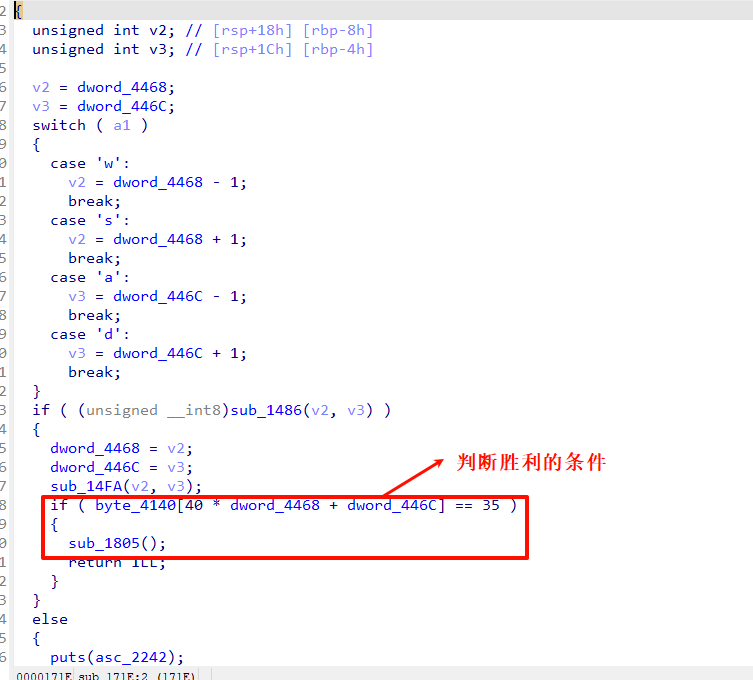 2 {
3 unsigned int v2; // [rsp+18h] [rbp-8h]
4 unsigned int v3; // [rsp+1Ch] [rbp-4h]
5
6 v2 = dword_4468;
7 v3 = dword_446C;
8 switch ( a1 )
9 {
0 case 'w':
1 v2 = dword_4468 - 1;
2 break;
3 case 's':
4 v2 = dword_4468 + 1;
5 break;
6 case 'a':
7 v3 = dword_446C - 1;
8 break;
9 case 'd':
0 v3 = dword_446C + 1;
1 break;
2 }
3 if ( (unsigned __int8)sub_1486(v2, v3) )
4 {
5 dword_4468 = v2;
6 dword_446C = v3;
7 sub_14FA(v2, v3);
判断胜利的条件
8 if ( byte_4140[40 * dword_4468 + dword_446C] == 35 )
9 {
0 sub_1805();
1 return 1LL;
2 }
3 }
4 else
5 {
6 puts(asc_2242);
0000171E sub_171E:2 (171E)